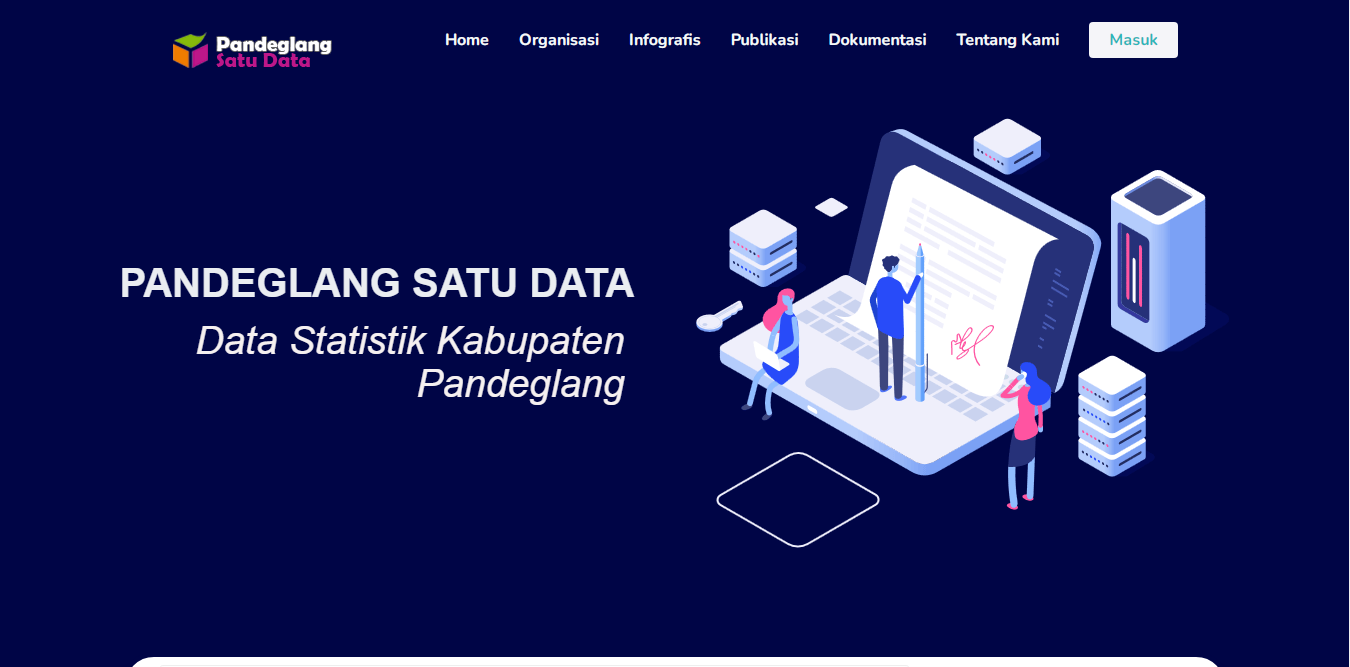 Pandeglang
Satu Data
Home Organisasi Infografis Publikasi Dokumentasi Tentang Kami Masuk
PANDEGLANG SATU DATA
Data Statistik Kabupaten
Pandeglang